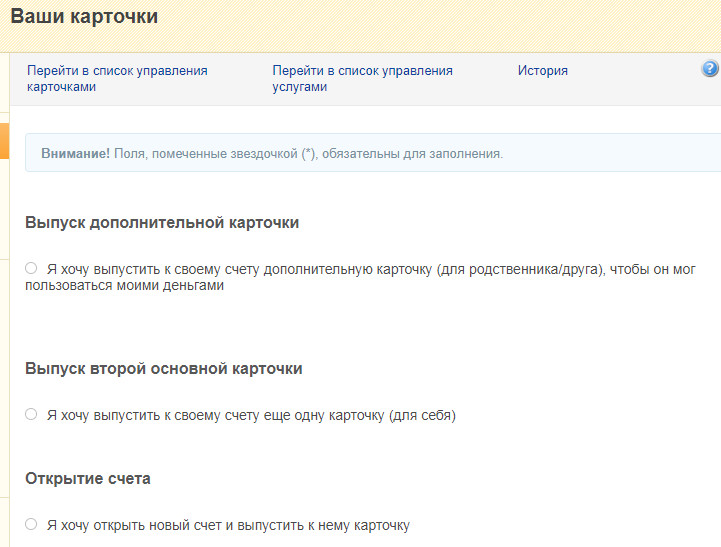 Ваши карточки
Перейти в список управления карточками
Перейти в список управления услугами
История
?
Внимание! Поля, помеченные звездочкой (*), обязательны для заполнения.
Выпуск дополнительной карточки
Я хочу выпустить к своему счету дополнительную карточку (для родственника/друга), чтобы он мог
пользоваться моими деньгами
Выпуск второй основной карточки
Я хочу выпустить к своему счету еще одну карточку (для себя)
Открытие счета
Я хочу открыть новый счет и выпустить к нему карточку